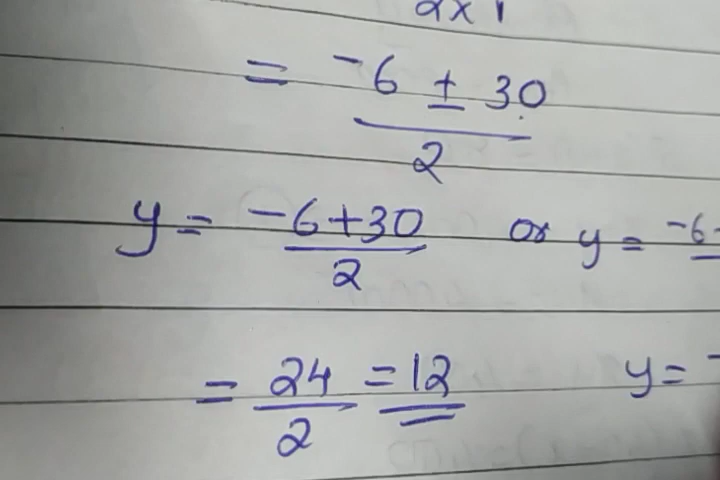 2x1
= -6 ± 30
2
y = -6+30 or y = -6-
2
= 24 = 12 y = -
2